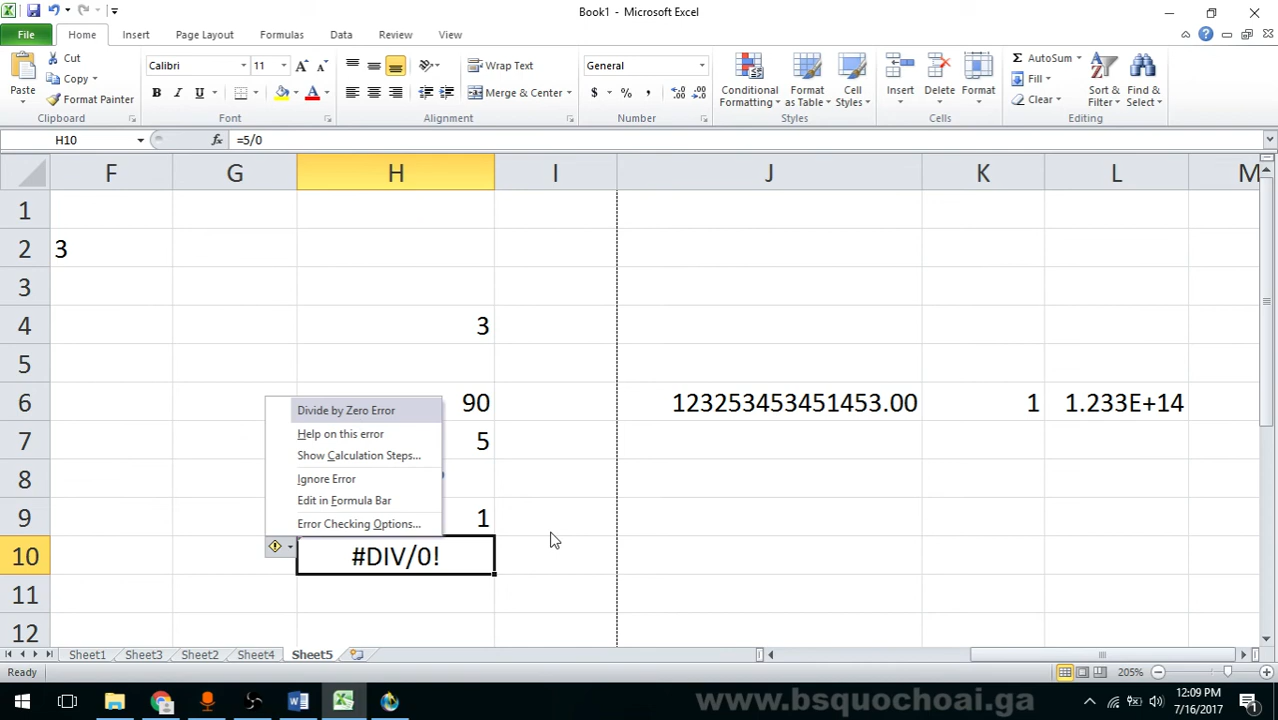 Book1 - Microsoft Excel
File Home Insert Page Layout Formulas Data Review View
Cut
Copy
Format Painter
Paste
Clipboard
Calibri 11
B I U
Font
Wrap Text
Merge & Center
Alignment
General
$ % ,
Number
Conditional Formatting
Format as Table
Cell Styles
Styles
Insert
Delete
Format
Cells
AutoSum
Fill
Clear
Sort & Filter
Find & Select
Editing
H10 fx =5/0
F G H I J K L M
1
2 3
3
4 3
5
6 90 123253453451453.00 1 1.233E+14
7 5
8
9 1
10 #DIV/0!
11
12
Divide by Zero Error
Help on this error
Show Calculation Steps...
Ignore Error
Edit in Formula Bar
Error Checking Options...
Sheet1 Sheet3 Sheet2 Sheet4 Sheet5
Ready 205%
www.bsquochoai.ga
12:09 PM
7/16/2017